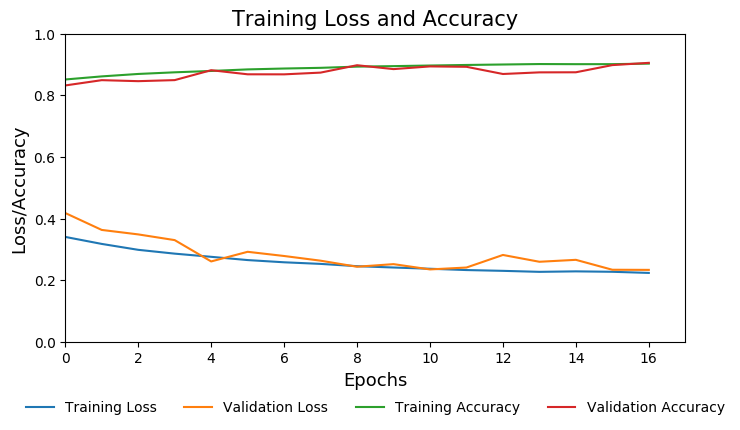 Training Loss and Accuracy
1.0
0.8
0.6
0.4
0.2
0.0
Loss/Accuracy
0 2 4 6 8 10 12 14 16
Epochs
Training Loss Validation Loss Training Accuracy Validation Accuracy